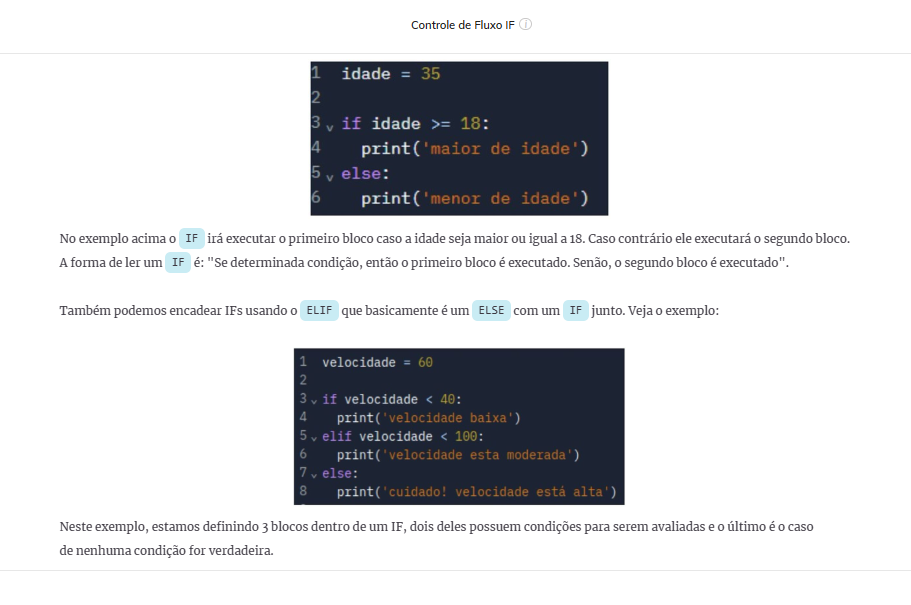 Controle de Fluxo IF ⓘ
1 idade = 35
2
3 if idade >= 18:
4 print('maior de idade')
5 else:
6 print('menor de idade')
No exemplo acima o IF irá executar o primeiro bloco caso a idade seja maior ou igual a 18. Caso contrário ele executará o segundo bloco.
A forma de ler um IF é: "Se determinada condição, então o primeiro bloco é executado. Senão, o segundo bloco é executado".
Também podemos encadear IFs usando o ELIF que basicamente é um ELSE com um IF junto. Veja o exemplo:
1 velocidade = 60
2
3 if velocidade < 40:
4 print('velocidade baixa')
5 elif velocidade < 100:
6 print('velocidade esta moderada')
7 else:
8 print('cuidado! velocidade está alta')
Neste exemplo, estamos definindo 3 blocos dentro de um IF, dois deles possuem condições para serem avaliadas e o último é o caso
de nenhuma condição for verdadeira.